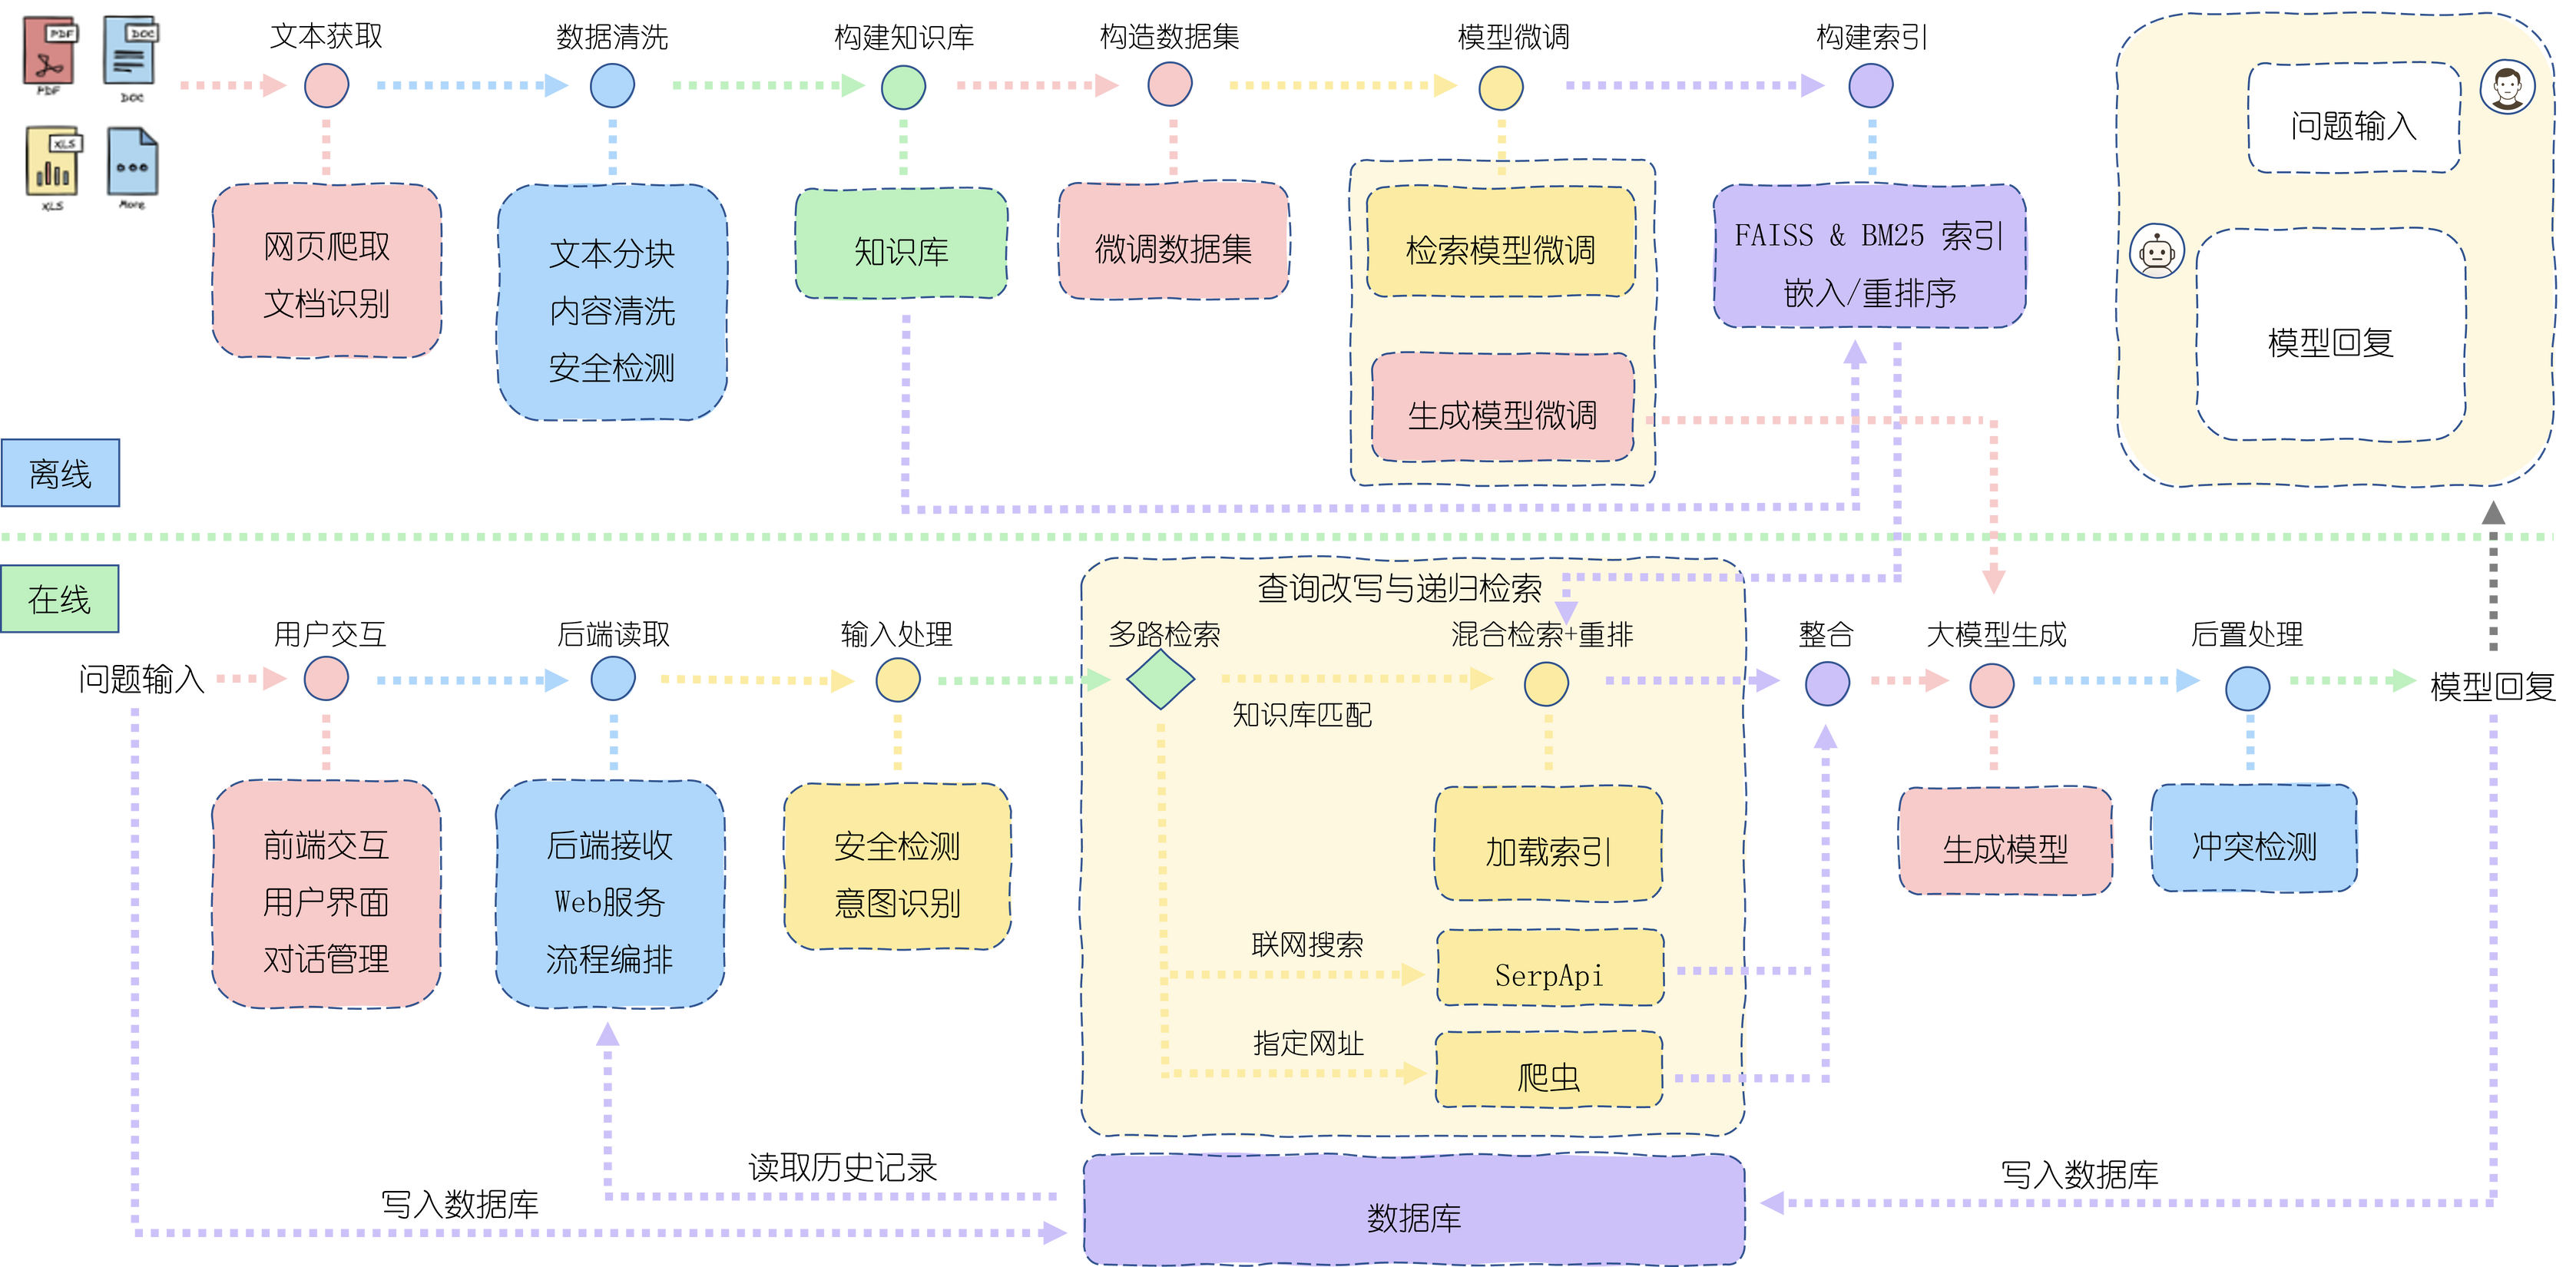 PDF
PDF
DOC
DOC
XLS
XLS
More
文本获取
数据清洗
构建知识库
构造数据集
模型微调
构建索引
网页爬取
文档识别
文本分块
内容清洗
安全检测
知识库
微调数据集
检索模型微调
生成模型微调
FAISS & BM25 索引
嵌入/重排序
问题输入
模型回复
离线
在线
查询改写与递归检索
问题输入
用户交互
后端读取
输入处理
多路检索
混合检索+重排
整合
大模型生成
后置处理
模型回复
知识库匹配
前端交互
用户界面
对话管理
后端接收
Web服务
流程编排
安全检测
意图识别
加载索引
联网搜索
SerpApi
指定网址
爬虫
生成模型
冲突检测
读取历史记录
写入数据库
数据库
写入数据库